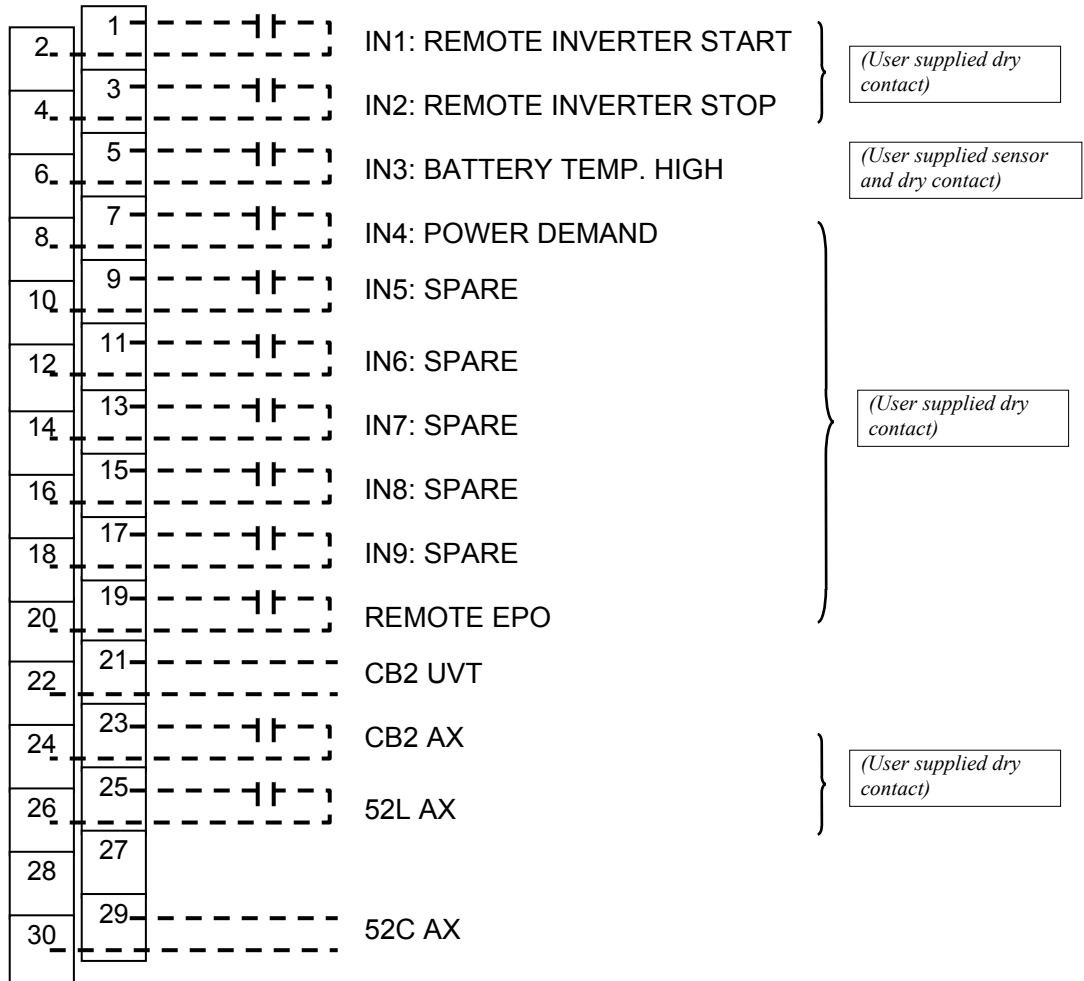 1
2
IN1: REMOTE INVERTER START
(User supplied dry
contact)
3
4
IN2: REMOTE INVERTER STOP
5
6
IN3: BATTERY TEMP. HIGH
(User supplied sensor
and dry contact)
7
8
IN4: POWER DEMAND
9
10
IN5: SPARE
11
12
IN6: SPARE
13
14
IN7: SPARE
(User supplied dry
contact)
15
16
IN8: SPARE
17
18
IN9: SPARE
19
20
REMOTE EPO
21
22
CB2 UVT
23
24
CB2 AX
(User supplied dry
contact)
25
26
52L AX
27
28
29
30
52C AX